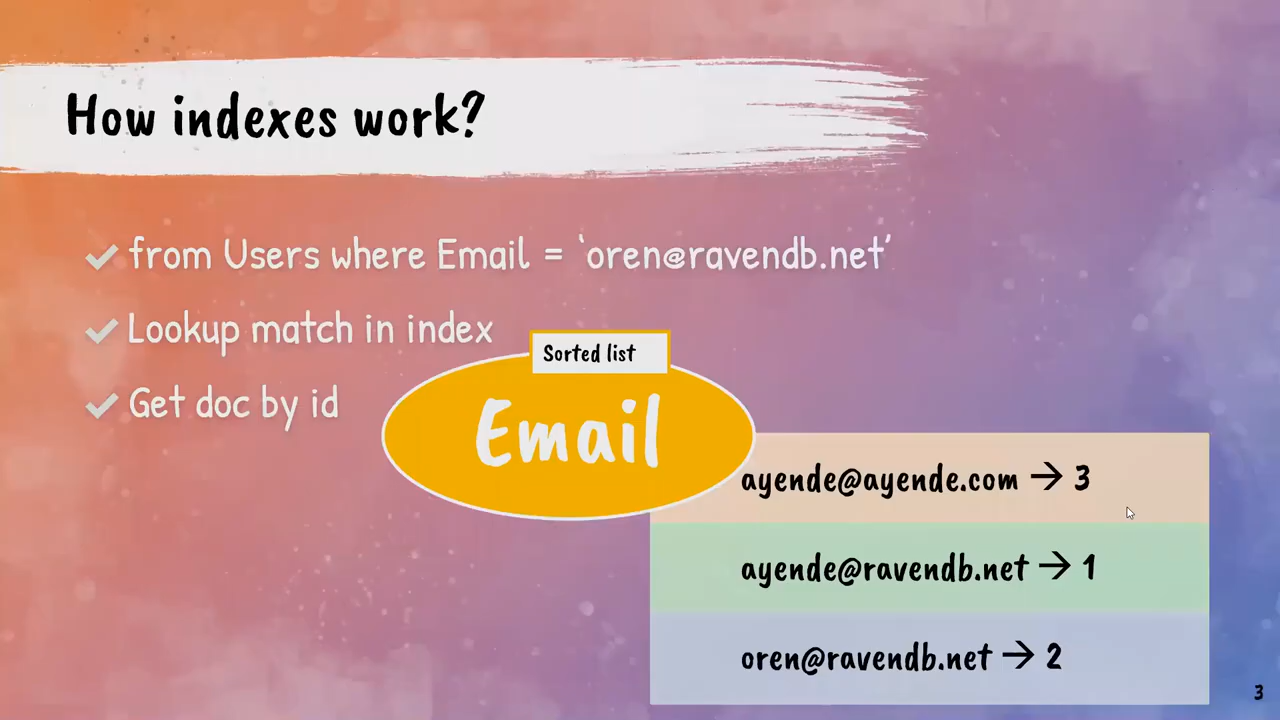 How indexes work?
from Users where Email = ‘oren@ravendb.net’
Lookup match in index
Sorted list
Get doc by id
Email
ayende@ayende.com → 3
ayende@ravendb.net → 1
oren@ravendb.net → 2
3